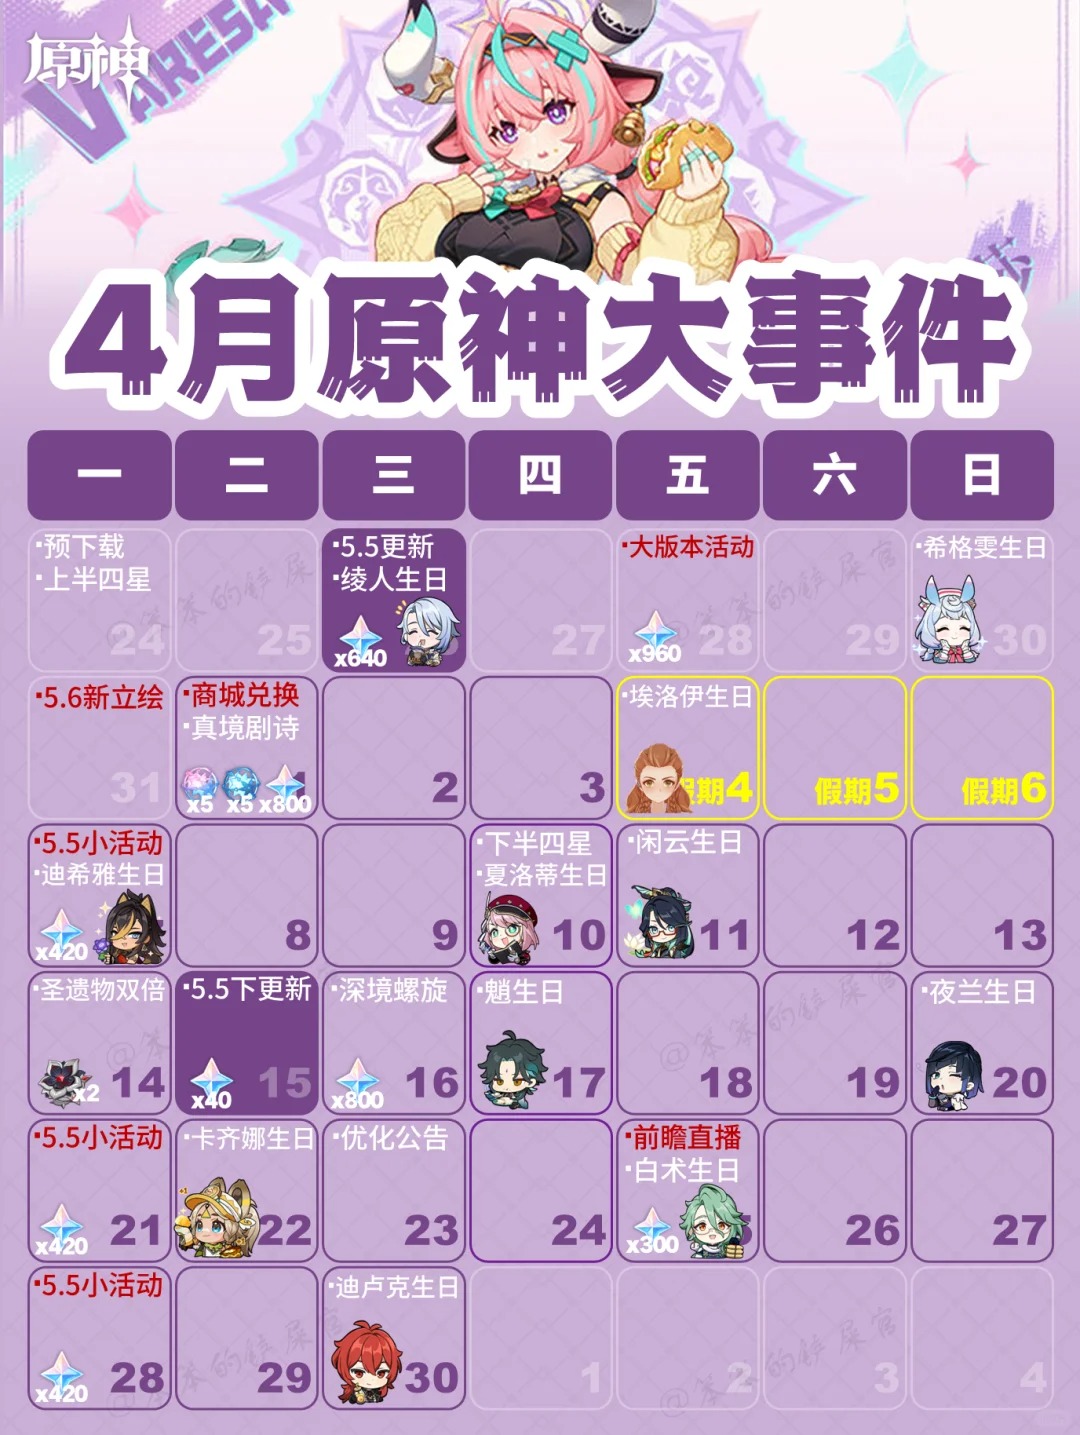 原神
VARESA
4月原神大事件
一 二 三 四 五 六 日
·预下载
·上半四星
24
25
·5.5更新
·绫人生日
x640
27
·大版本活动
x960
28
29
·希格雯生日
30
·5.6新立绘
31
·商城兑换
·真境剧诗
x5 x5 x800
1
2
3
·埃洛伊生日
假期4
假期5
假期6
·5.5小活动
·迪希雅生日
x420
8
9
·下半四星
·夏洛蒂生日
10
·闲云生日
11
12
13
·圣遗物双倍
x2
14
·5.5下更新
x40
15
·深境螺旋
x800
16
·魈生日
17
18
19
·夜兰生日
20
·5.5小活动
x420
21
·卡齐娜生日
22
·优化公告
23
24
·前瞻直播
·白术生日
x300
26
27
·5.5小活动
x420
28
29
·迪卢克生日
30
1
2
3
4
@笨笨的铲屎官